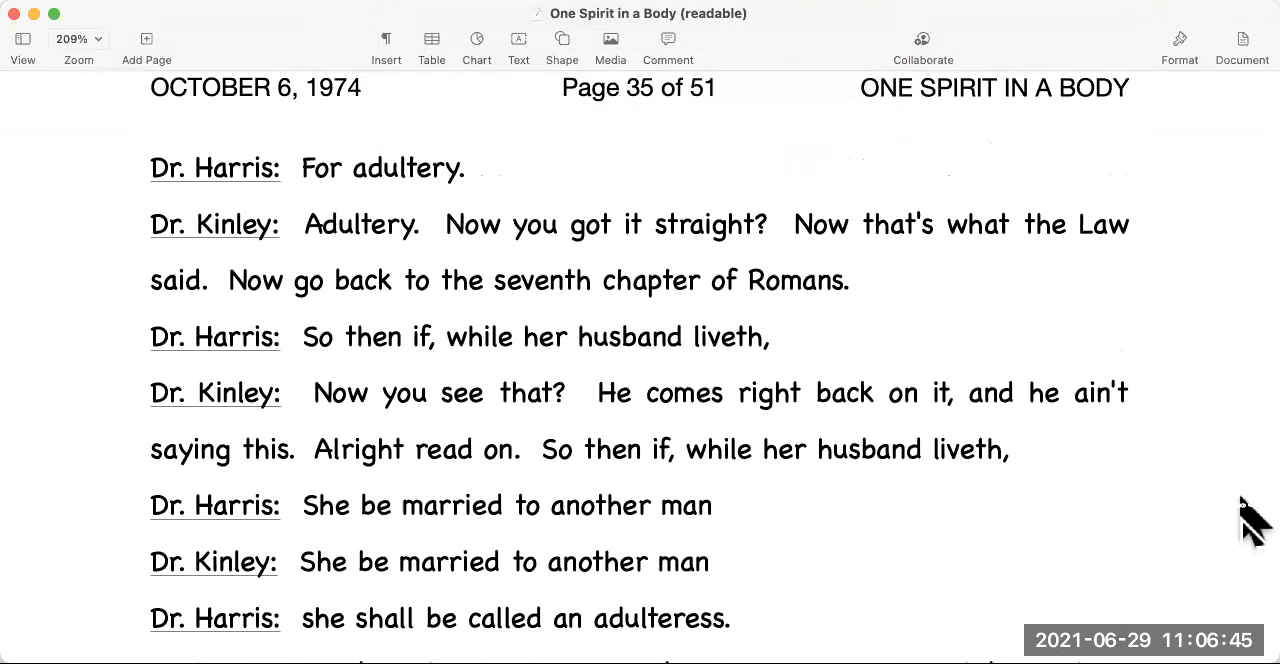 One Spirit in a Body (readable)
209%
View Zoom Add Page Insert Table Chart Text Shape Media Comment Collaborate Format Document
OCTOBER 6, 1974 Page 35 of 51 ONE SPIRIT IN A BODY
Dr. Harris: For adultery.
Dr. Kinley: Adultery. Now you got it straight? Now that's what the Law
said. Now go back to the seventh chapter of Romans.
Dr. Harris: So then if, while her husband liveth,
Dr. Kinley: Now you see that? He comes right back on it, and he ain't
saying this. Alright read on. So then if, while her husband liveth,
Dr. Harris: She be married to another man
Dr. Kinley: She be married to another man
Dr. Harris: she shall be called an adulteress.
2021-06-29 11:06:45